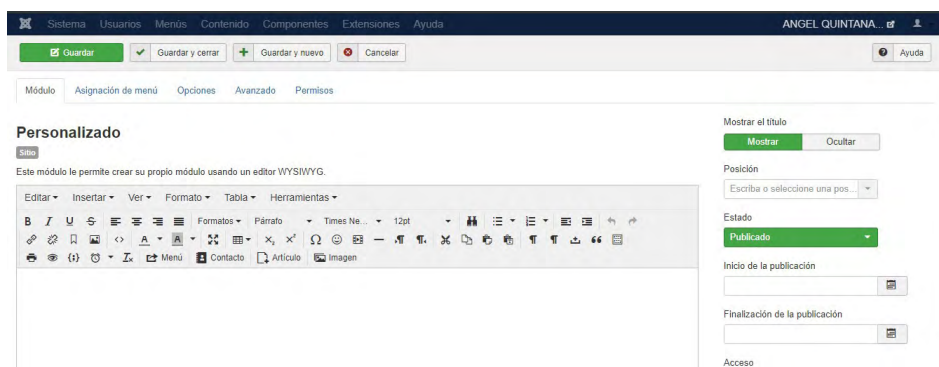 Sistema Usuarios Menús Contenido Componentes Extensiones Ayuda ANGEL QUINTANA...
Guardar Guardar y cerrar Guardar y nuevo Cancelar Ayuda
Módulo Asignación de menú Opciones Avanzado Permisos
Personalizado
Sitio
Este módulo le permite crear su propio módulo usando un editor WYSIWYG.
Editar Insertar Ver Formato Tabla Herramientas
B I U S Formatos Párrafo Times Ne... 12pt
A A X₂ X² Ω
Menú Contacto Artículo Imagen
Mostrar el título
Mostrar Ocultar
Posición
Escriba o seleccione una pos...
Estado
Publicado
Inicio de la publicación
Finalización de la publicación
Acceso